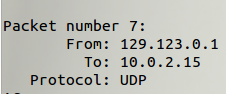 Packet number 7:
From: 129.123.0.1
To: 10.0.2.15
Protocol: UDP